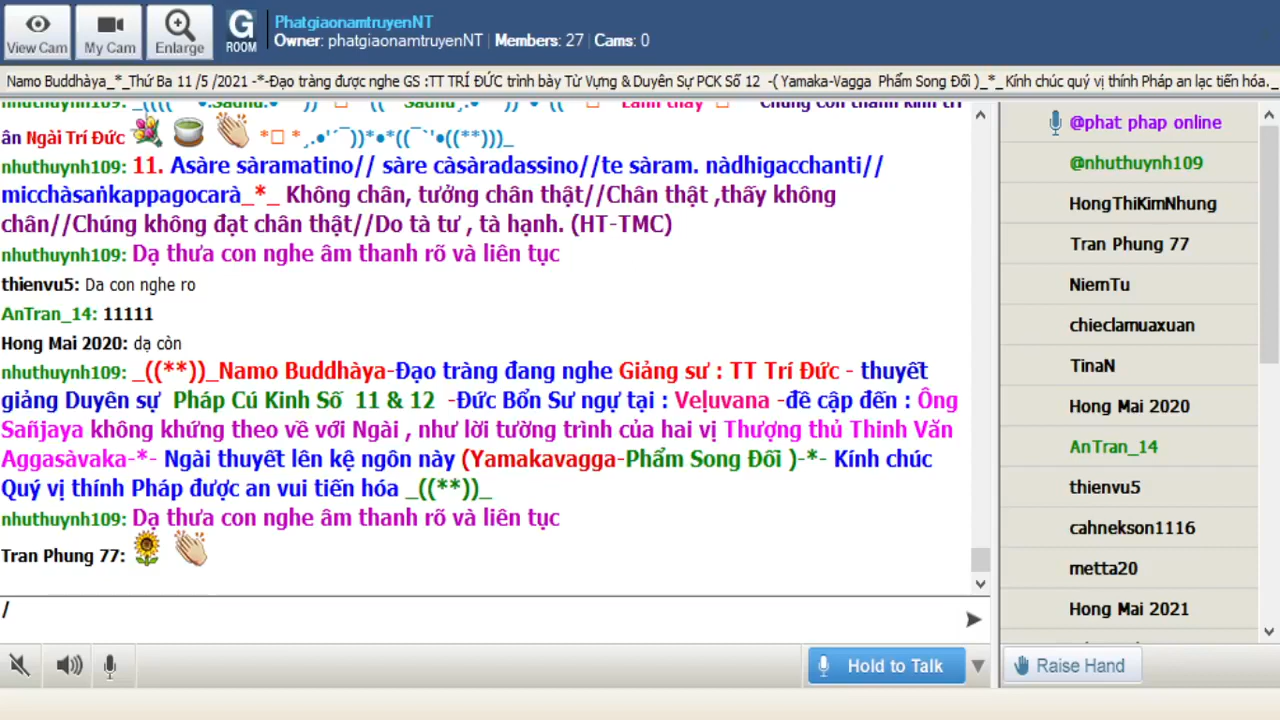 PhatgiaonamtruyenNT
Owner: phatgiaonamtruyenNT | Members: 27 | Cams: 0
View Cam
My Cam
Enlarge
G
ROOM
Namo Buddhàya_*_Thứ Ba 11 /5 /2021 -*-Đạo tràng được nghe GS :TT TRÍ ĐỨC trình bày Từ Vựng & Duyên Sự PCK Số 12 -( Yamaka-Vagga Phẩm Song Đối )_*_ Kính chúc quý vị thính Pháp an lạc tiến hóa._
ân Ngài Trí Đức
nhuthuynh109: 11. Asàre sàramatino// sàre càsàradassino//te sàram. nàdhigacchanti//
micchàsaṅkappagocarà_*_ Không chân, tưởng chân thật//Chân thật ,thấy không
chân//Chúng không đạt chân thật//Do tà tư , tà hạnh. (HT-TMC)
nhuthuynh109: Dạ thưa con nghe âm thanh rõ và liên tục
thienvu5: Da con nghe ro
AnTran_14: 11111
Hong Mai 2020: dạ còn
nhuthuynh109: _((**))_Namo Buddhàya-Đạo tràng đang nghe Giảng sư : TT Trí Đức - thuyết
giảng Duyên sự Pháp Cú Kinh Số 11 & 12 -Đức Bổn Sư ngự tại : Veḷuvana -đề cập đến : Ông
Sañjaya không khứng theo về với Ngài , như lời tường trình của hai vị Thượng thủ Thinh Văn
Aggasàvaka-*- Ngài thuyết lên kệ ngôn này (Yamakavagga-Phẩm Song Đối )-*- Kính chúc
Quý vị thính Pháp được an vui tiến hóa _((**))_
nhuthuynh109: Dạ thưa con nghe âm thanh rõ và liên tục
Tran Phung 77:
/
Hold to Talk
@phat phap online
@nhuthuynh109
HongThiKimNhung
Tran Phung 77
NiemTu
chieclamuaxuan
TinaN
Hong Mai 2020
AnTran_14
thienvu5
cahnekson1116
metta20
Hong Mai 2021
Raise Hand